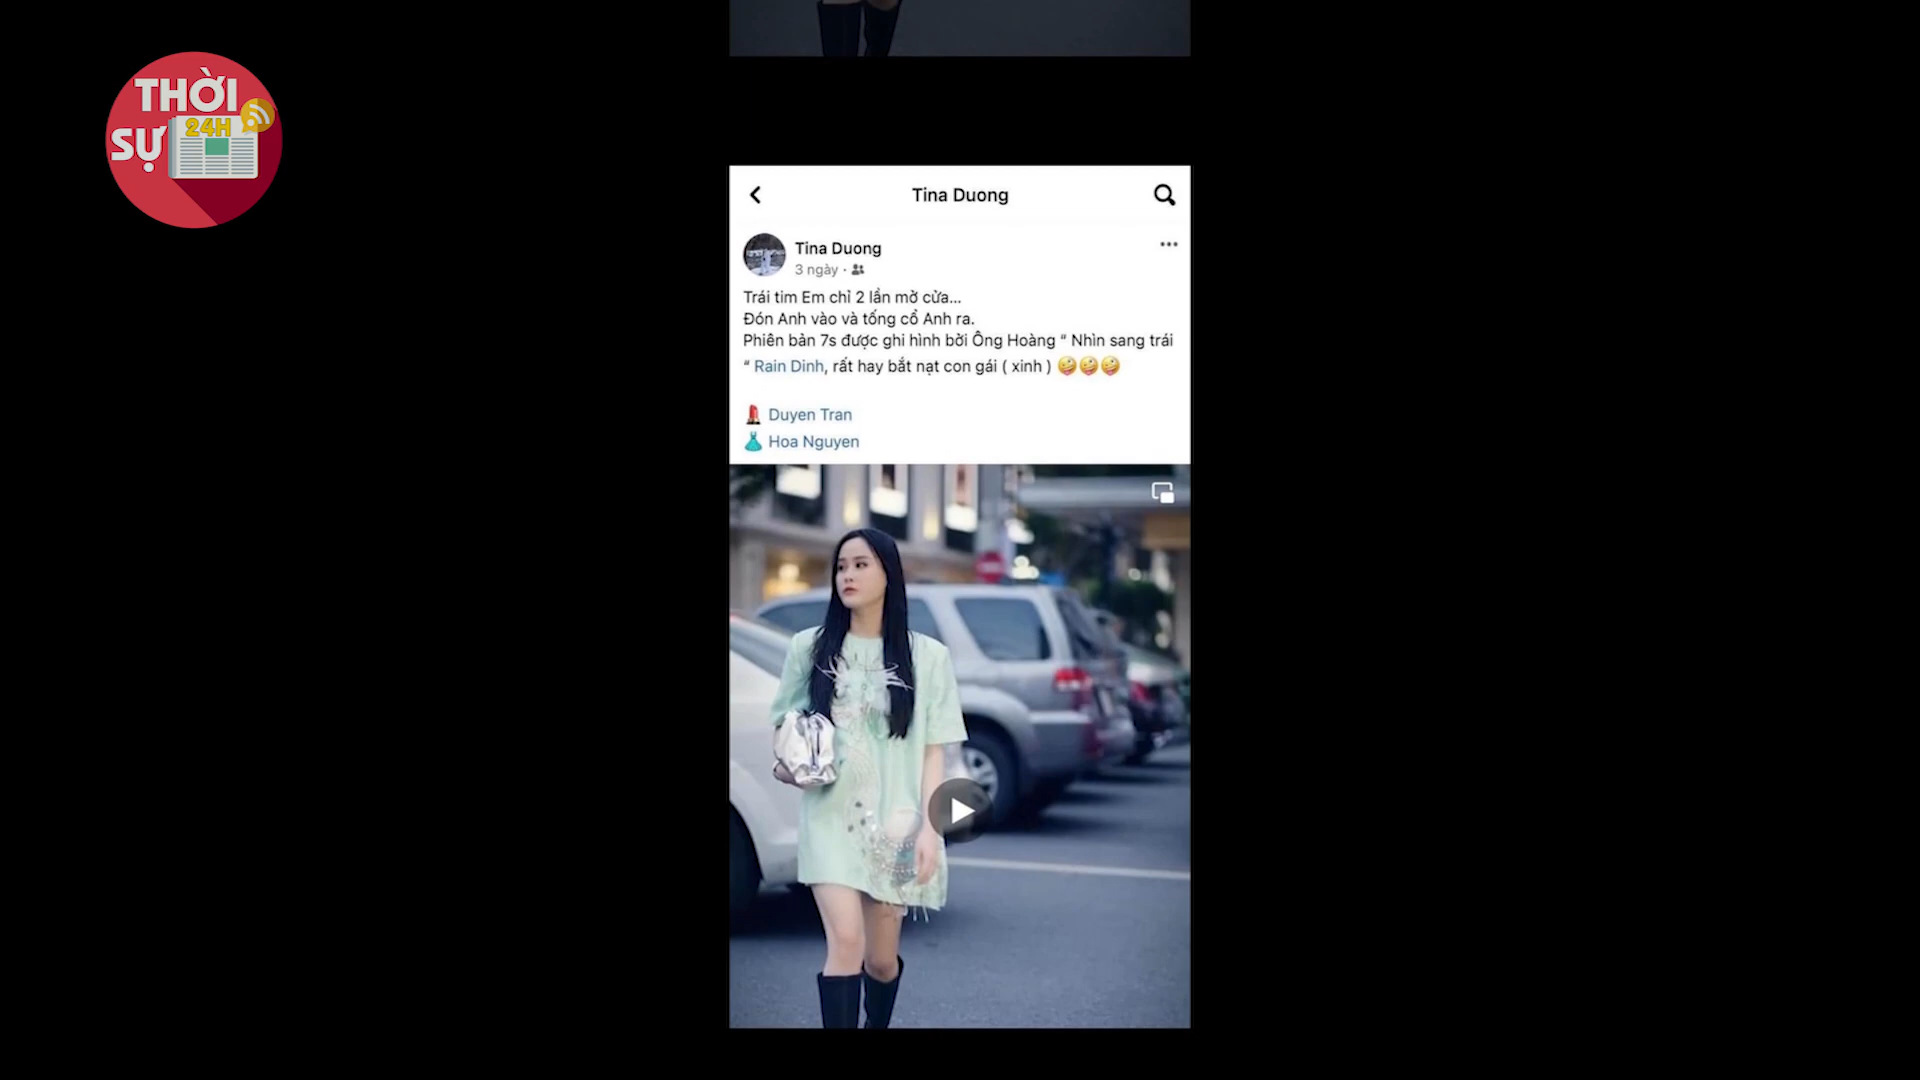 THỜI
SỰ
24H
Tina Duong
Tina Duong
3 ngày ·
Trái tim Em chỉ 2 lần mở cửa...
Đón Anh vào và tống cổ Anh ra.
Phiên bản 7s được ghi hình bởi Ông Hoàng “ Nhìn sang trái
“ Rain Dinh, rất hay bắt nạt con gái ( xinh ) 🤪🤪🤪
💄 Duyen Tran
👗 Hoa Nguyen